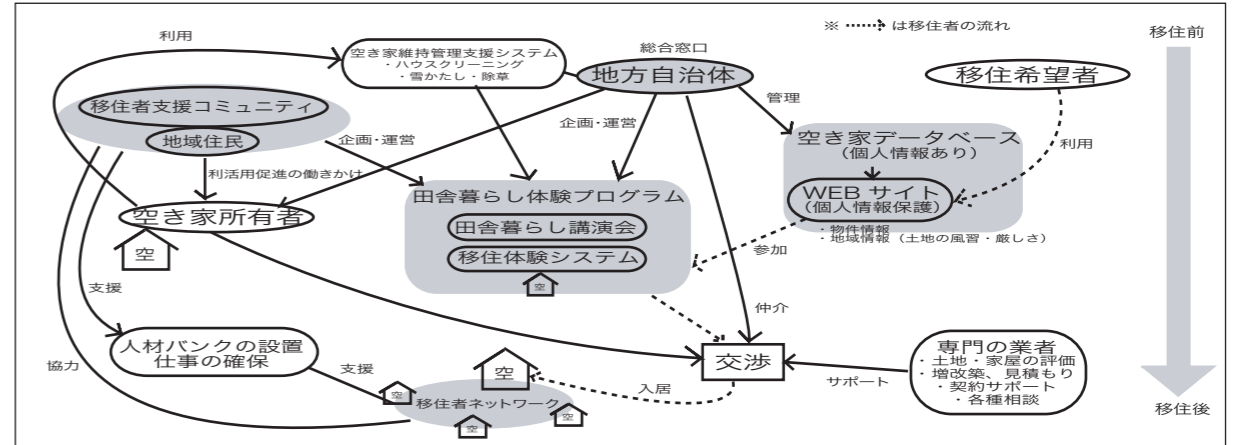 ※ は移住者の流れ
移住前
利用
総合窓口
空き家維持管理支援システム
・ハウスクリーニング
・雪かたし・除草
地方自治体
移住希望者
管理
移住者支援コミュニティ
地域住民
企画・運営
企画・運営
空き家データベース
（個人情報あり）
利用
利活用促進の働きかけ
WEB サイト
（個人情報保護）
・物件情報
・地域情報（土地の風習・厳しさ）
空き家所有者
空
田舎暮らし体験プログラム
田舎暮らし講演会
移住体験システム
空
参加
支援
仲介
人材バンクの設置
仕事の確保
交渉
専門の業者
・土地・家屋の評価
・増改築、見積もり
・契約サポート
・各種相談
サポート
協力
支援
空
入居
空
移住者ネットワーク
空
空
移住後